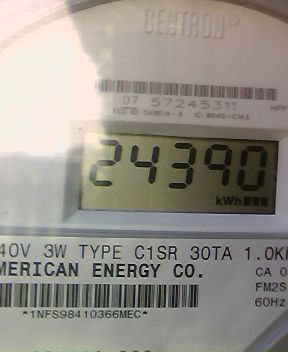 CENTRON®
07 57245311
24390
kWh
40V 3W TYPE C1SR 30TA 1.0K
MERICAN ENERGY CO.
CA 0
FM2S
60Hz
*1NFS98410366MEC*